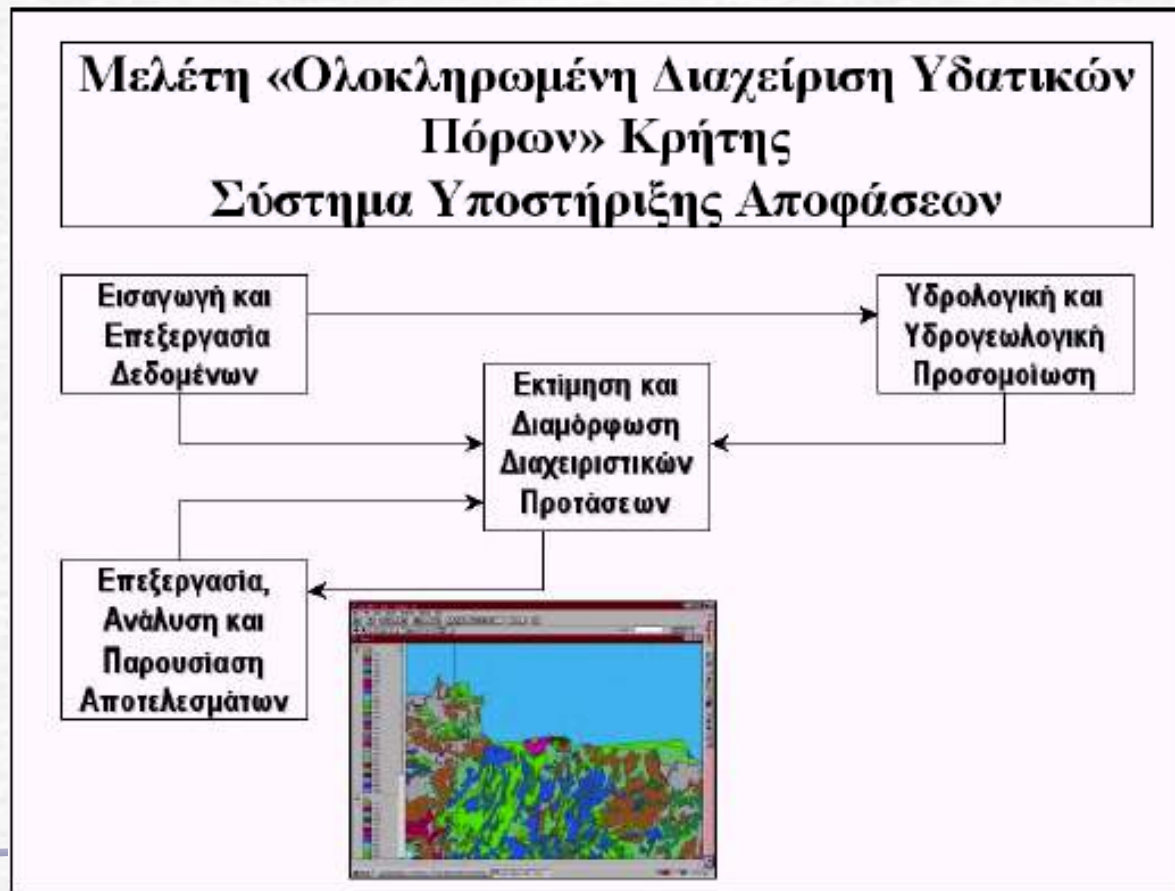 Μελέτη «Ολοκληρωμένη Διαχείριση Υδατικών
Πόρων» Κρήτης
Σύστημα Υποστήριξης Αποφάσεων
Εισαγωγή και
Επεξεργασία
Δεδομένων
Υδρολογική και
Υδρογεωλογική
Προσομοίωση
Εκτίμηση και
Διαμόρφωση
Διαχειριστικών
Προτάσεων
Επεξεργασία,
Ανάλυση και
Παρουσίαση
Αποτελεσμάτων